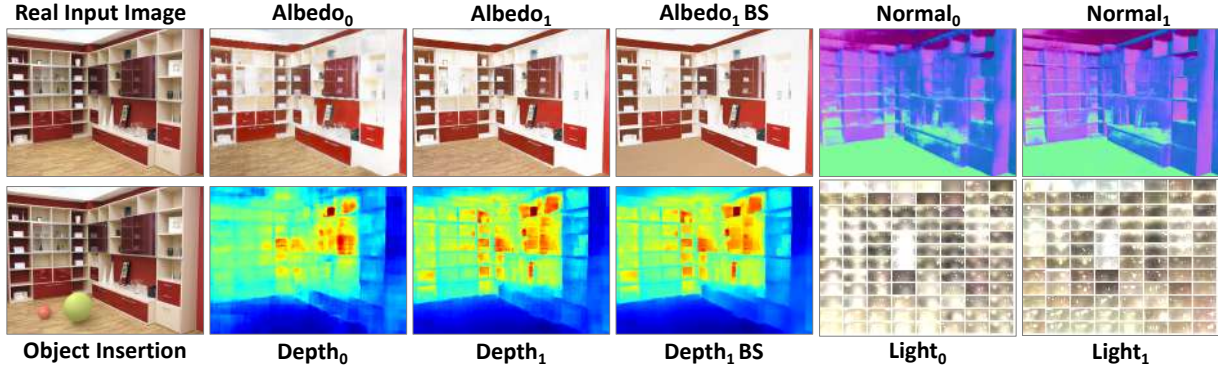 Real Input Image Albedo₀ Albedo₁ Albedo₁ BS Normal₀ Normal₁
Object Insertion Depth₀ Depth₁ Depth₁ BS Light₀ Light₁